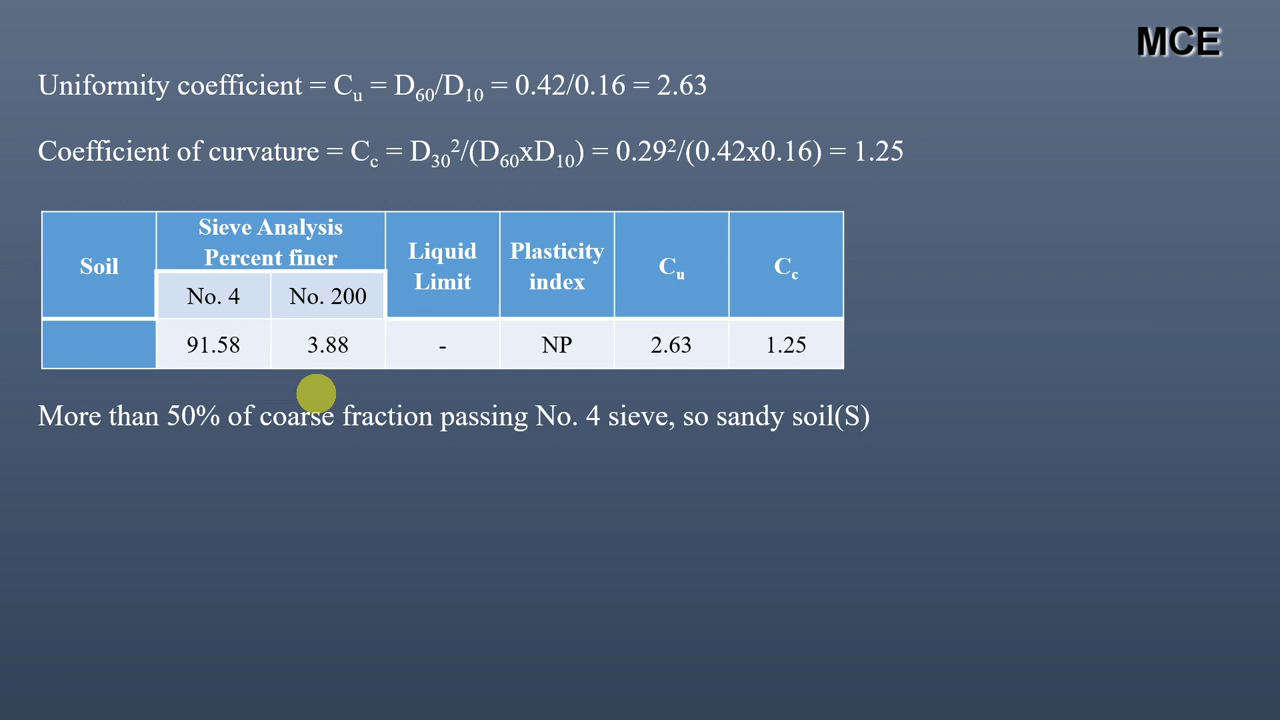 MCE
Uniformity coefficient = Cu = D60/D10 = 0.42/0.16 = 2.63
Coefficient of curvature = Cc = D30²/(D60xD10) = 0.29²/(0.42x0.16) = 1.25
Soil
Sieve Analysis
Percent finer
No. 4
No. 200
Liquid
Limit
Plasticity
index
Cu
Cc
91.58
3.88
-
NP
2.63
1.25
More than 50% of coarse fraction passing No. 4 sieve, so sandy soil(S)